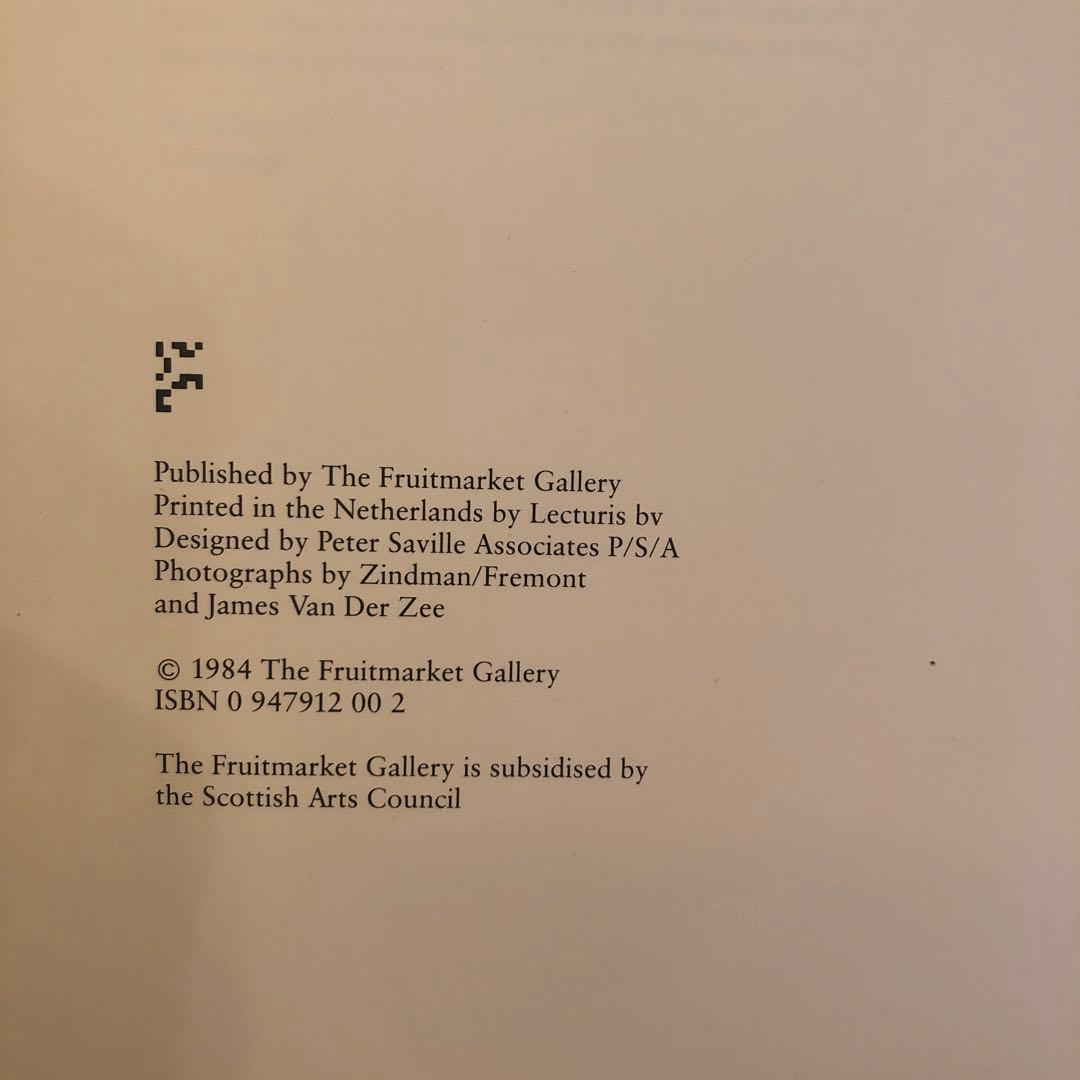 Published by The Fruitmarket Gallery
Printed in the Netherlands by Lecturis bv
Designed by Peter Saville Associates P/S/A
Photographs by Zindman/Fremont
and James Van Der Zee
© 1984 The Fruitmarket Gallery
ISBN 0 947912 00 2
The Fruitmarket Gallery is subsidised by
the Scottish Arts Council